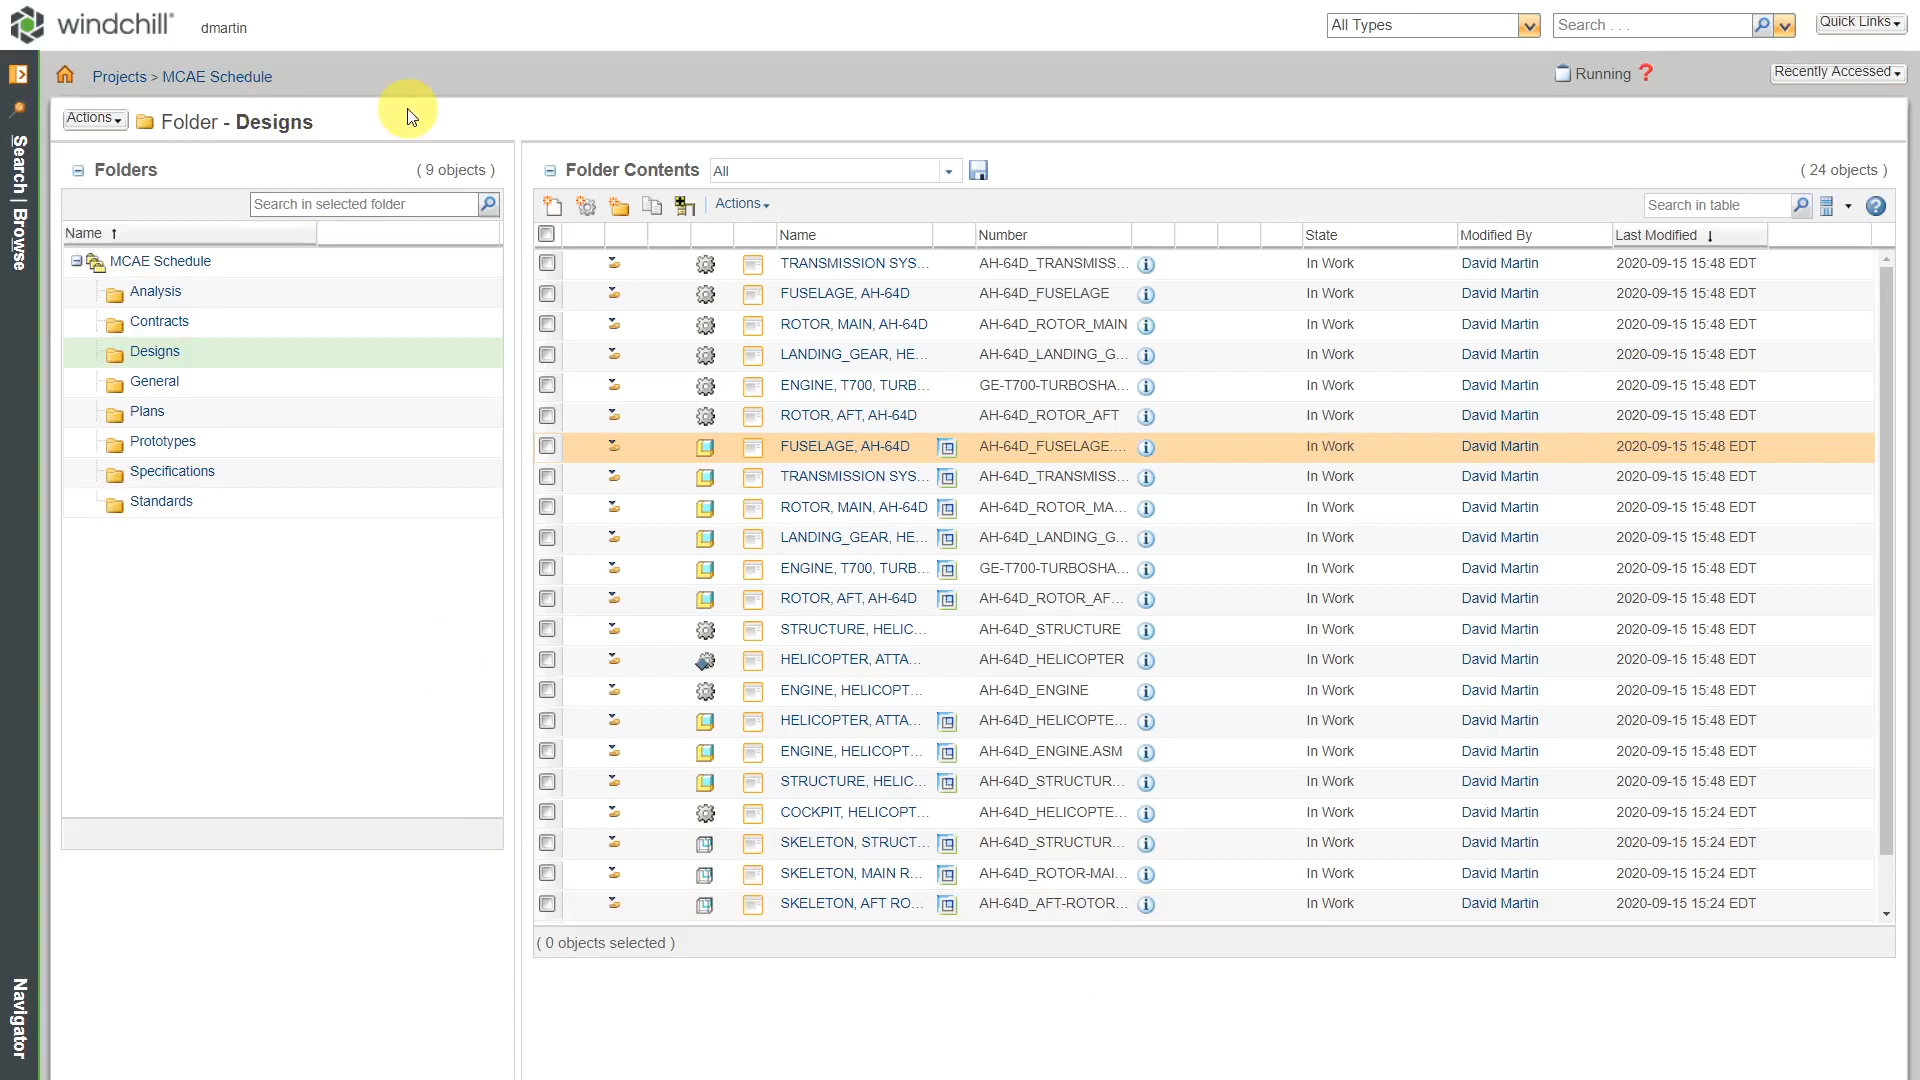 windchill
dmartin
All Types
Search . . .
Quick Links
Projects > MCAE Schedule
Running ?
Recently Accessed
Actions
Folder - Designs
Folders
( 9 objects )
Search in selected folder
Name ↑
MCAE Schedule
Analysis
Contracts
Designs
General
Plans
Prototypes
Specifications
Standards
Search | Browse
Navigator
Folder Contents
All
( 24 objects )
Actions
Search in table
Name Number State Modified By Last Modified ↓
TRANSMISSION SYS... AH-64D_TRANSMISS... In Work David Martin 2020-09-15 15:48 EDT
FUSELAGE, AH-64D AH-64D_FUSELAGE In Work David Martin 2020-09-15 15:48 EDT
ROTOR, MAIN, AH-64D AH-64D_ROTOR_MAIN In Work David Martin 2020-09-15 15:48 EDT
LANDING_GEAR, HE... AH-64D_LANDING_G... In Work David Martin 2020-09-15 15:48 EDT
ENGINE, T700, TURB... GE-T700-TURBOSHA... In Work David Martin 2020-09-15 15:48 EDT
ROTOR, AFT, AH-64D AH-64D_ROTOR_AFT In Work David Martin 2020-09-15 15:48 EDT
FUSELAGE, AH-64D AH-64D_FUSELAGE.... In Work David Martin 2020-09-15 15:48 EDT
TRANSMISSION SYS... AH-64D_TRANSMISS... In Work David Martin 2020-09-15 15:48 EDT
ROTOR, MAIN, AH-64D AH-64D_ROTOR_MA... In Work David Martin 2020-09-15 15:48 EDT
LANDING_GEAR, HE... AH-64D_LANDING_G... In Work David Martin 2020-09-15 15:48 EDT
ENGINE, T700, TURB... GE-T700-TURBOSHA... In Work David Martin 2020-09-15 15:48 EDT
ROTOR, AFT, AH-64D AH-64D_ROTOR_AF... In Work David Martin 2020-09-15 15:48 EDT
STRUCTURE, HELIC... AH-64D_STRUCTURE In Work David Martin 2020-09-15 15:48 EDT
HELICOPTER, ATTA... AH-64D_HELICOPTER In Work David Martin 2020-09-15 15:48 EDT
ENGINE, HELICOPT... AH-64D_ENGINE In Work David Martin 2020-09-15 15:48 EDT
HELICOPTER, ATTA... AH-64D_HELICOPTE... In Work David Martin 2020-09-15 15:48 EDT
ENGINE, HELICOPT... AH-64D_ENGINE.ASM In Work David Martin 2020-09-15 15:48 EDT
STRUCTURE, HELIC... AH-64D_STRUCTUR... In Work David Martin 2020-09-15 15:48 EDT
COCKPIT, HELICOPT... AH-64D_HELICOPTE... In Work David Martin 2020-09-15 15:24 EDT
SKELETON, STRUCT... AH-64D_STRUCTUR... In Work David Martin 2020-09-15 15:24 EDT
SKELETON, MAIN R... AH-64D_ROTOR-MAI... In Work David Martin 2020-09-15 15:24 EDT
SKELETON, AFT RO... AH-64D_AFT-ROTOR... In Work David Martin 2020-09-15 15:24 EDT
( 0 objects selected )